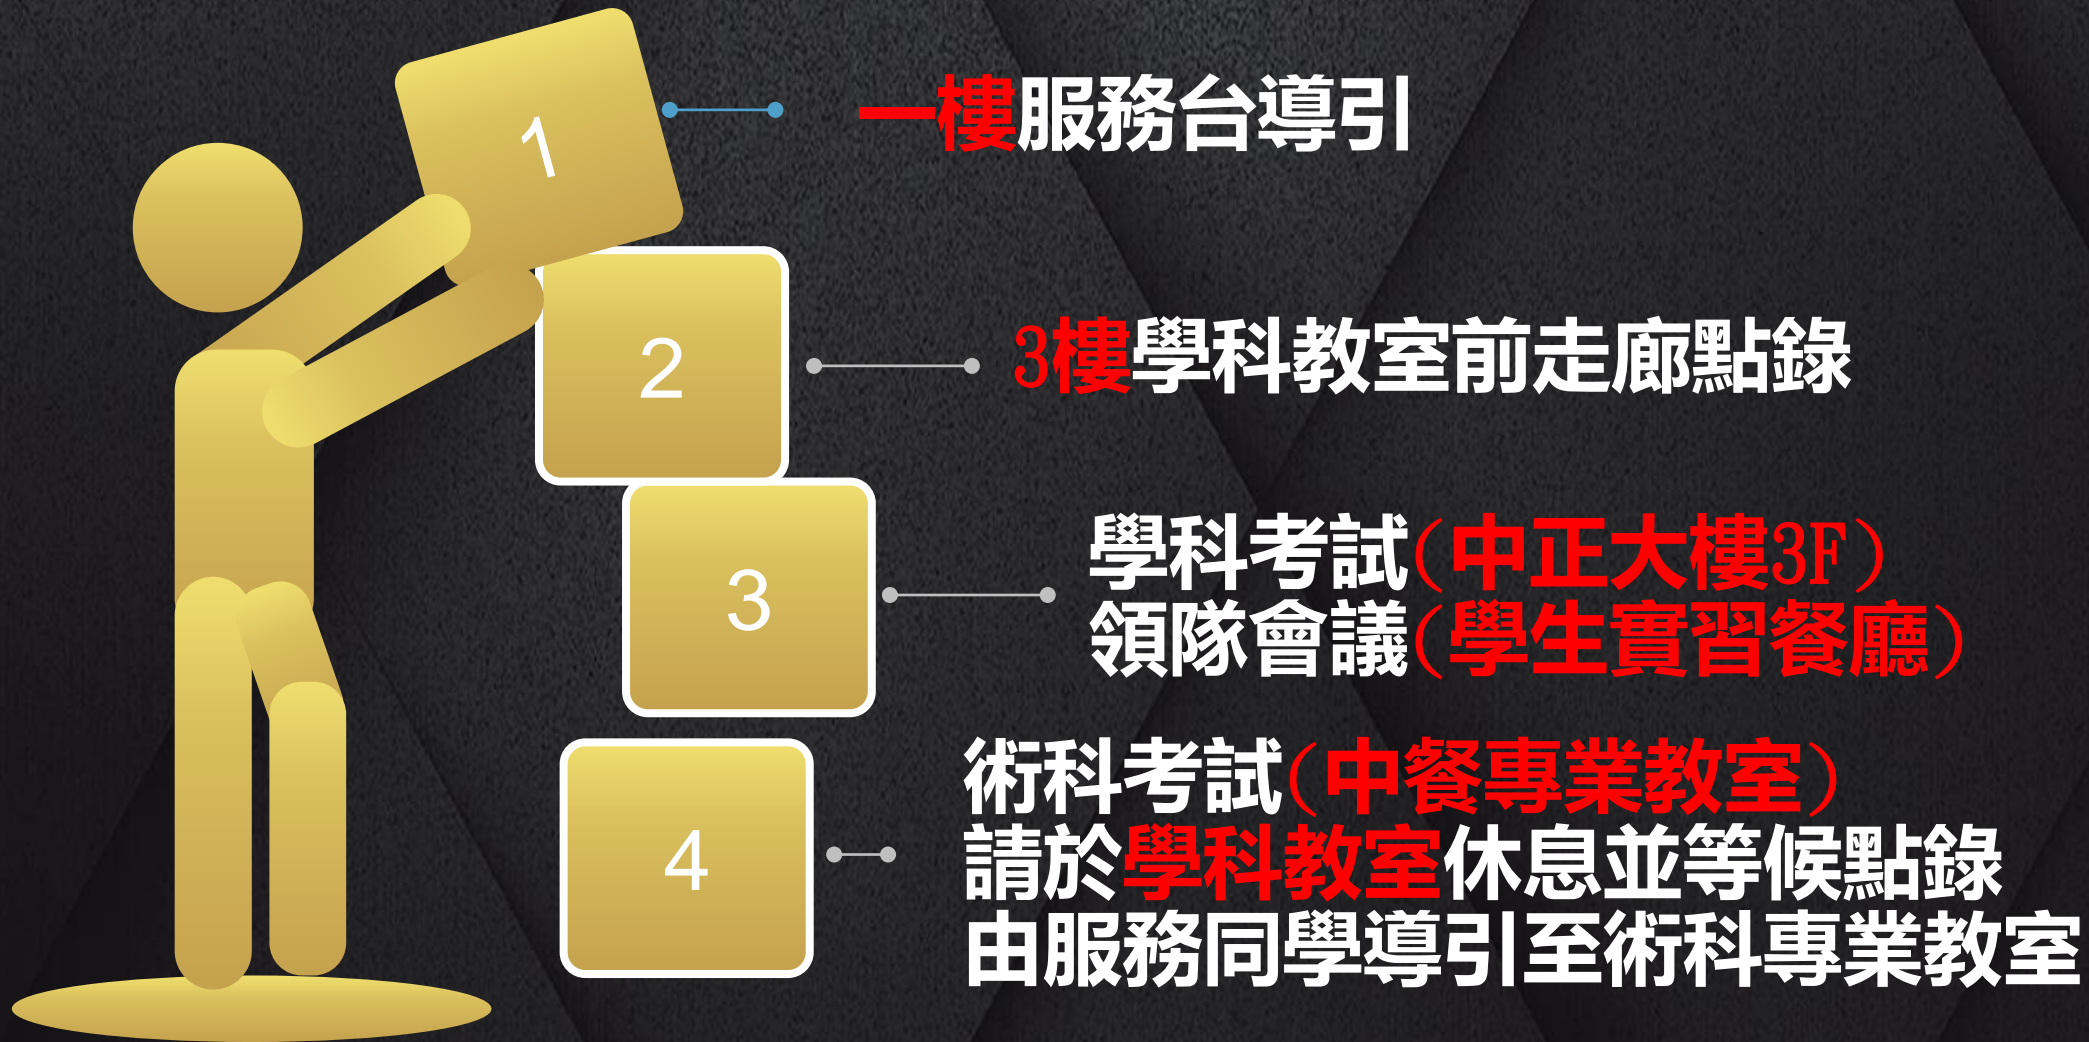 1
一樓服務台導引
2
3樓學科教室前走廊點錄
3
學科考試(中正大樓3F)
領隊會議(學生實習餐廳)
4
術科考試(中餐專業教室)
請於學科教室休息並等候點錄
由服務同學導引至術科專業教室